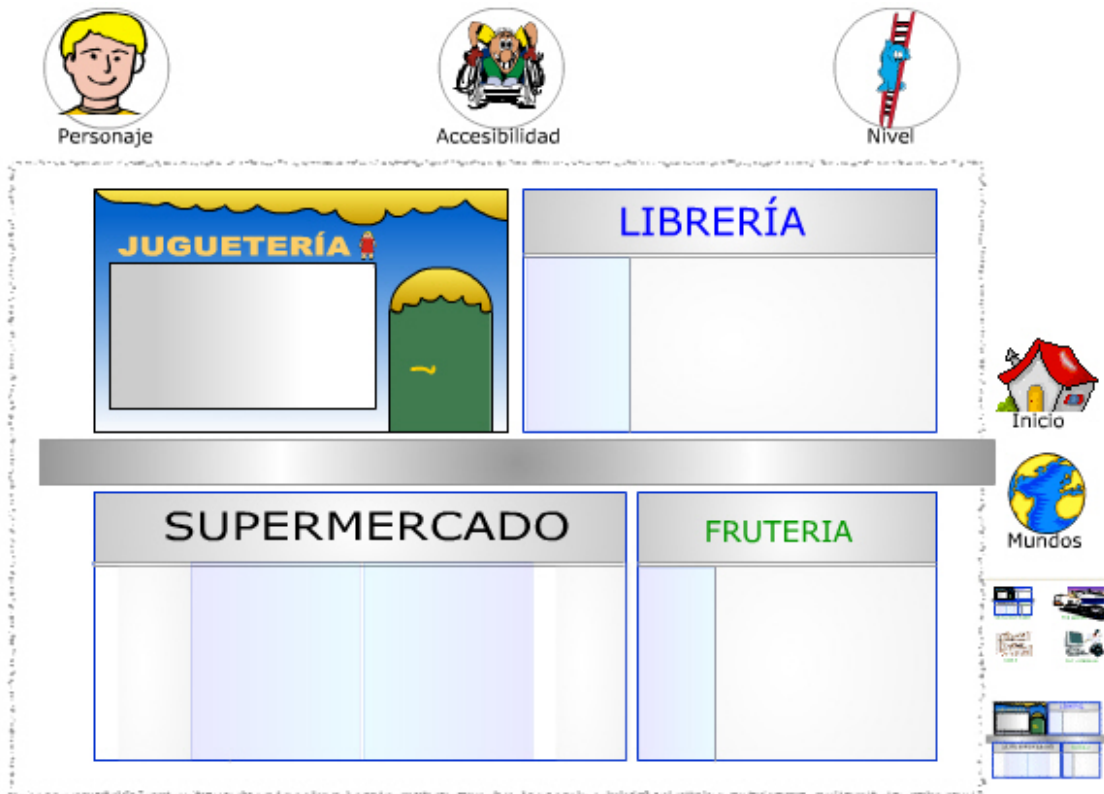 Personaje
Accesibilidad
Nivel
JUGUETERÍA
LIBRERÍA
Inicio
SUPERMERCADO
FRUTERIA
Mundos